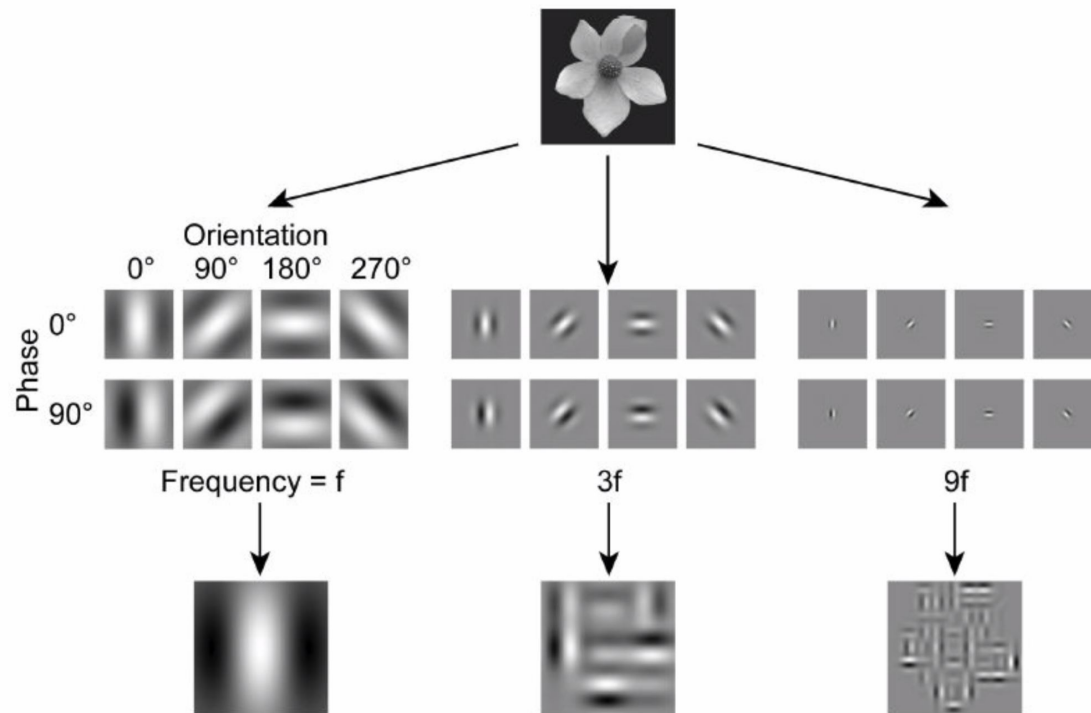 Orientation
0° 90° 180° 270°
Phase
0°
90°
Frequency = f
3f
9f